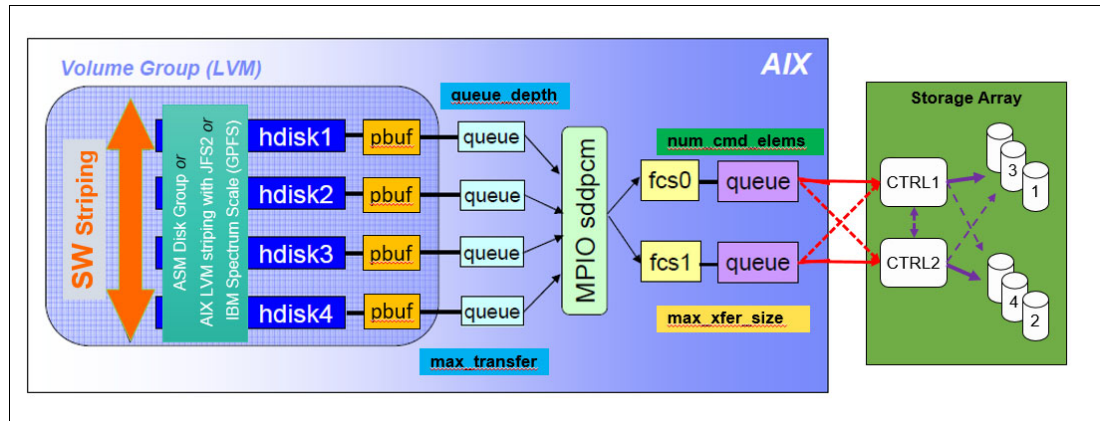 Volume Group (LVM)
AIX
SW Striping
ASM Disk Group or
AIX LVM striping with JFS2 or
IBM Spectrum Scale (GPFS)
hdisk1
hdisk2
hdisk3
hdisk4
pbuf
pbuf
pbuf
pbuf
queue_depth
queue
queue
queue
queue
max_transfer
MPIO sddpcm
num_cmd_elems
fcs0
queue
fcs1
queue
max_xfer_size
Storage Array
CTRL1
CTRL2
3
1
4
2